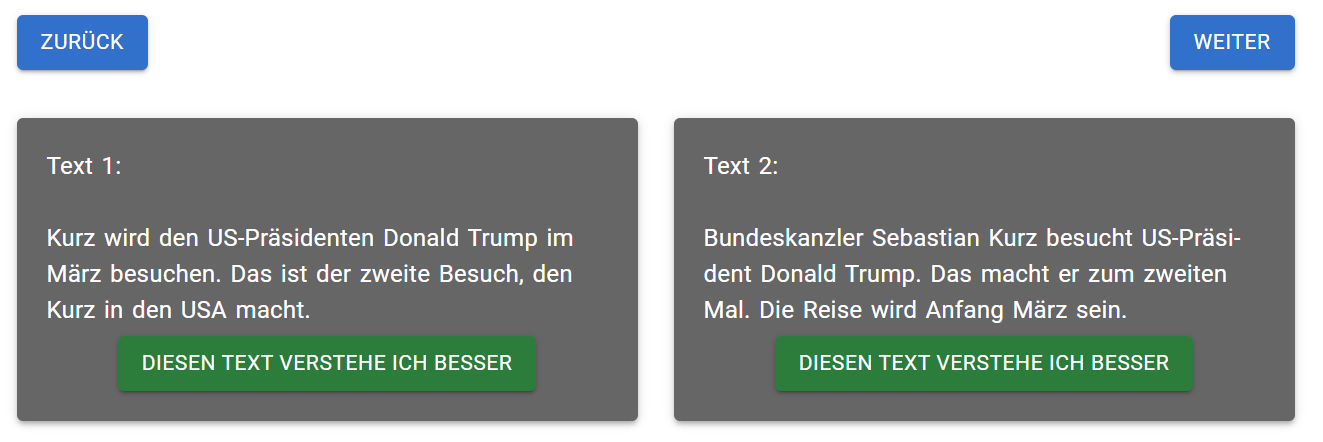 ZURÜCK
WEITER
Text 1:
Kurz wird den US-Präsidenten Donald Trump im
März besuchen. Das ist der zweite Besuch, den
Kurz in den USA macht.
DIESEN TEXT VERSTEHE ICH BESSER
Text 2:
Bundeskanzler Sebastian Kurz besucht US-Präsi-
dent Donald Trump. Das macht er zum zweiten
Mal. Die Reise wird Anfang März sein.
DIESEN TEXT VERSTEHE ICH BESSER